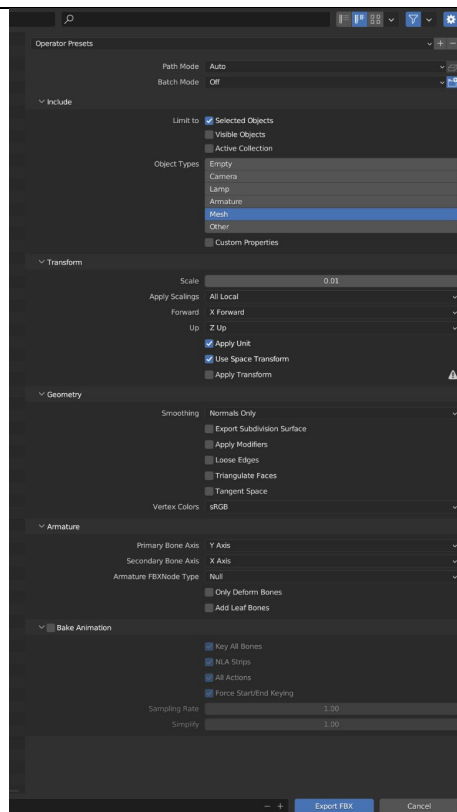 Operator Presets
Path Mode Auto
Batch Mode Off
Include
Limit to Selected Objects
Visible Objects
Active Collection
Object Types Empty
Camera
Lamp
Armature
Mesh
Other
Custom Properties
Transform
Scale 0.01
Apply Scalings All Local
Forward X Forward
Up Z Up
Apply Unit
Use Space Transform
Apply Transform
Geometry
Smoothing Normals Only
Export Subdivision Surface
Apply Modifiers
Loose Edges
Triangulate Faces
Tangent Space
Vertex Colors sRGB
Armature
Primary Bone Axis Y Axis
Secondary Bone Axis X Axis
Armature FBXNode Type Null
Only Deform Bones
Add Leaf Bones
Bake Animation
Key All Bones
NLA Strips
All Actions
Force Start/End Keying
Sampling Rate 1.00
Simplify 1.00
Export FBX Cancel